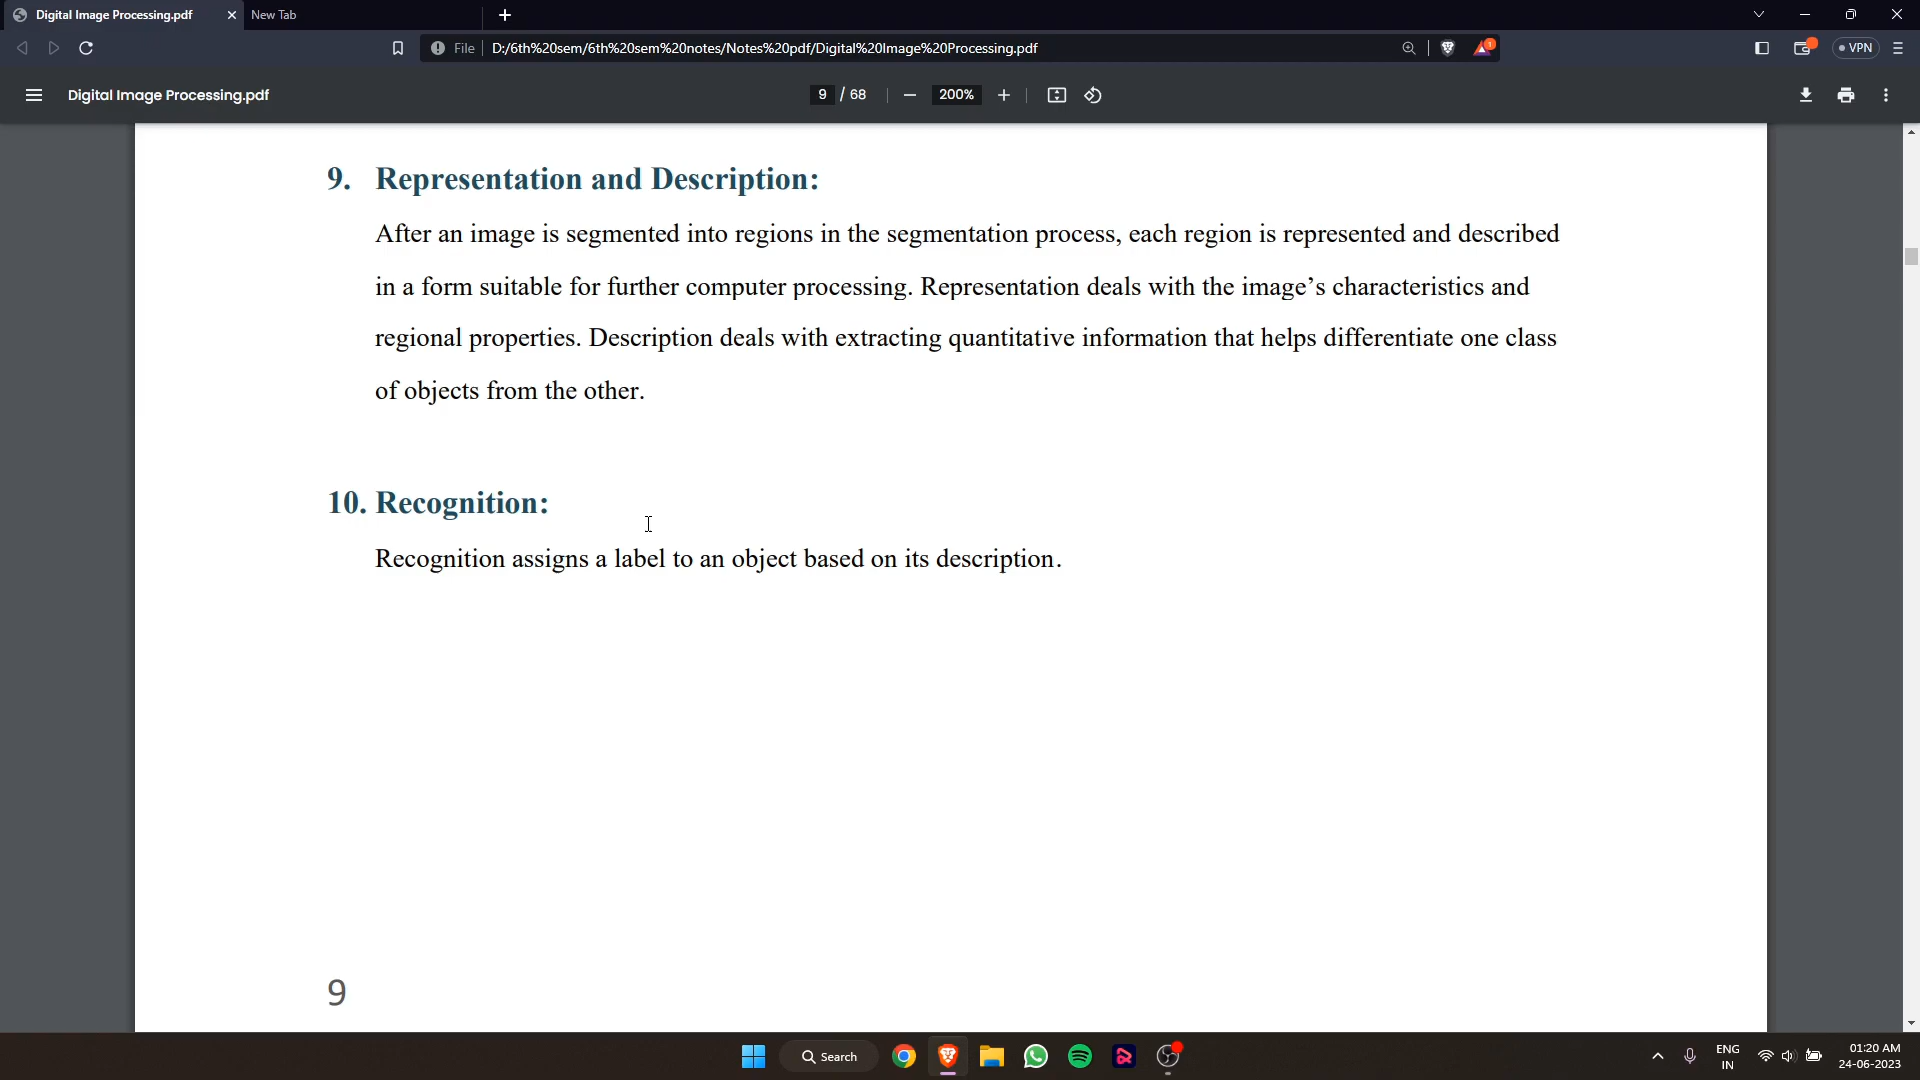 Digital Image Processing.pdf
New Tab
File
D:/6th%20sem/6th%20sem%20notes/Notes%20pdf/Digital%20Image%20Processing.pdf
1
VPN
Digital Image Processing.pdf
9 / 68
200%
9. Representation and Description:
After an image is segmented into regions in the segmentation process, each region is represented and described
in a form suitable for further computer processing. Representation deals with the image’s characteristics and
regional properties. Description deals with extracting quantitative information that helps differentiate one class
of objects from the other.
10. Recognition:
Recognition assigns a label to an object based on its description.
9
Search
ENG
IN
01:20 AM
24-06-2023